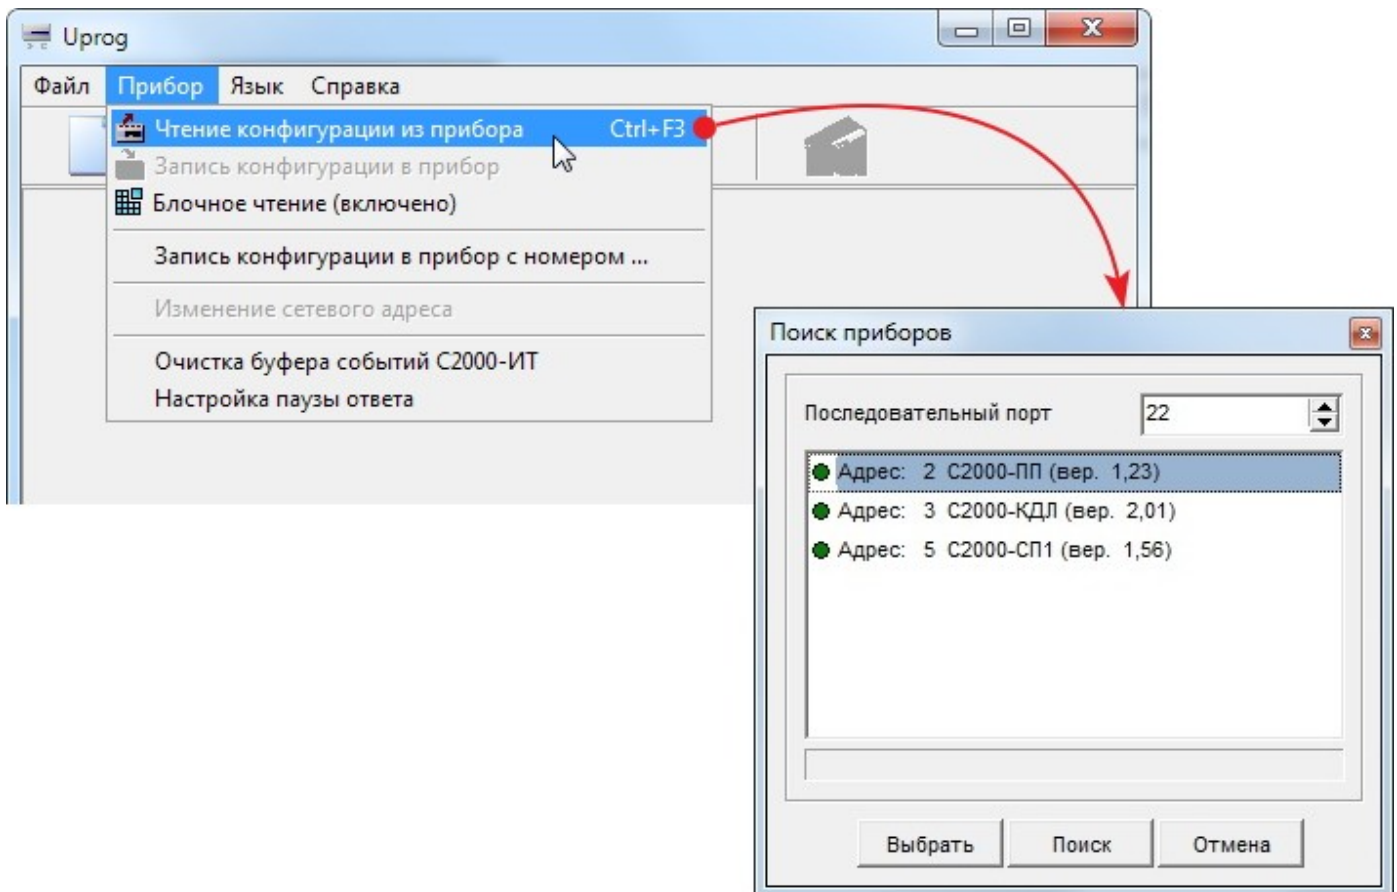 Uprog
Файл Прибор Язык Справка
Чтение конфигурации из прибора Ctrl+F3
Запись конфигурации в прибор
Блочное чтение (включено)
Запись конфигурации в прибор с номером ...
Изменение сетевого адреса
Очистка буфера событий С2000-ИТ
Настройка паузы ответа
Поиск приборов
Последовательный порт 22
Адрес: 2 С2000-ПП (вер. 1,23)
Адрес: 3 С2000-КДЛ (вер. 2,01)
Адрес: 5 С2000-СП1 (вер. 1,56)
Выбрать Поиск Отмена